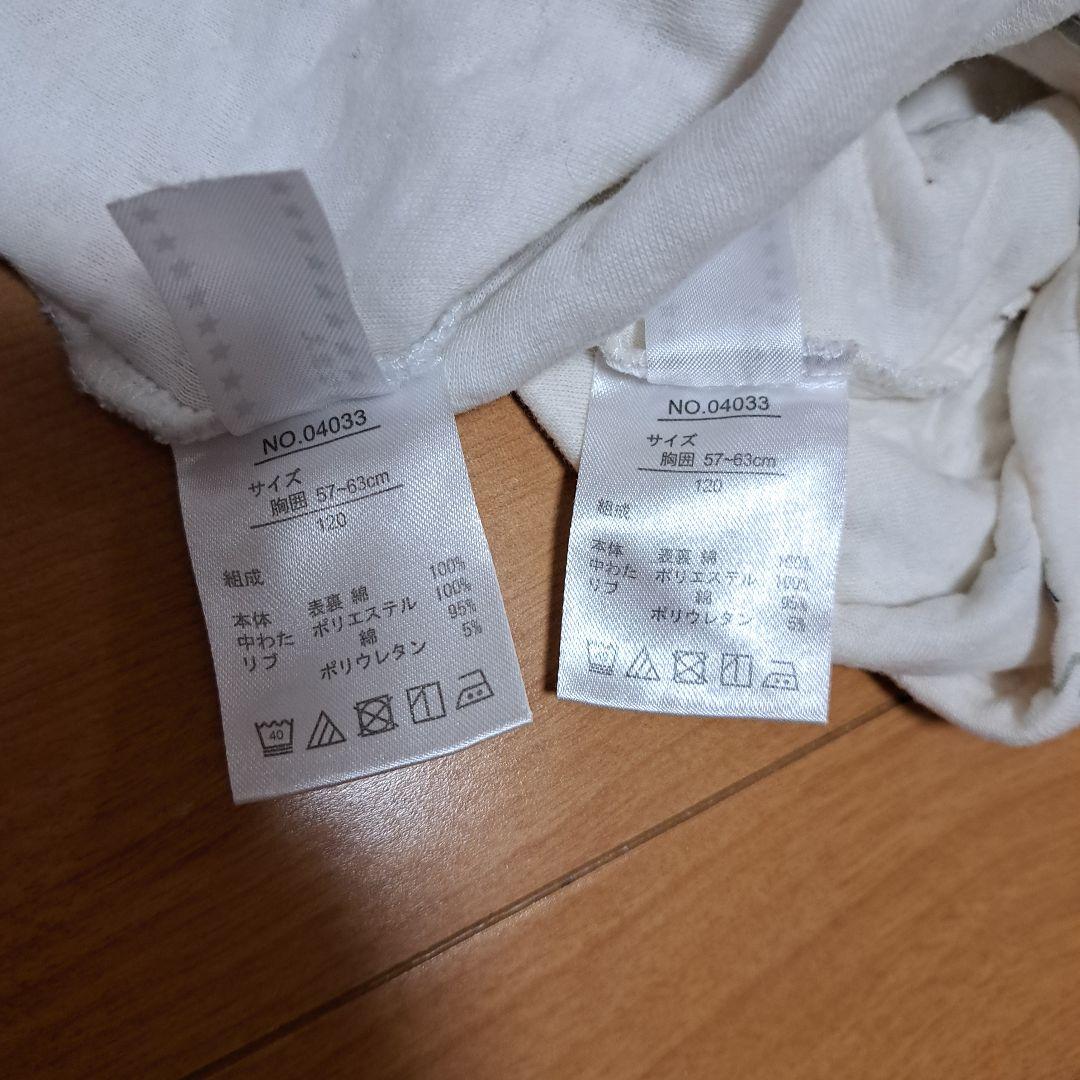 NO.04033
サイズ
胸囲 57~63cm
120
組成
本体 表裏 綿 100%
中わた ポリエステル 100%
リブ 綿 95%
ポリウレタン 5%
40
NO.04033
サイズ
胸囲 57~63cm
120
組成
本体 表裏 綿 100%
中わた ポリエステル 100%
リブ 綿 95%
ポリウレタン 5%